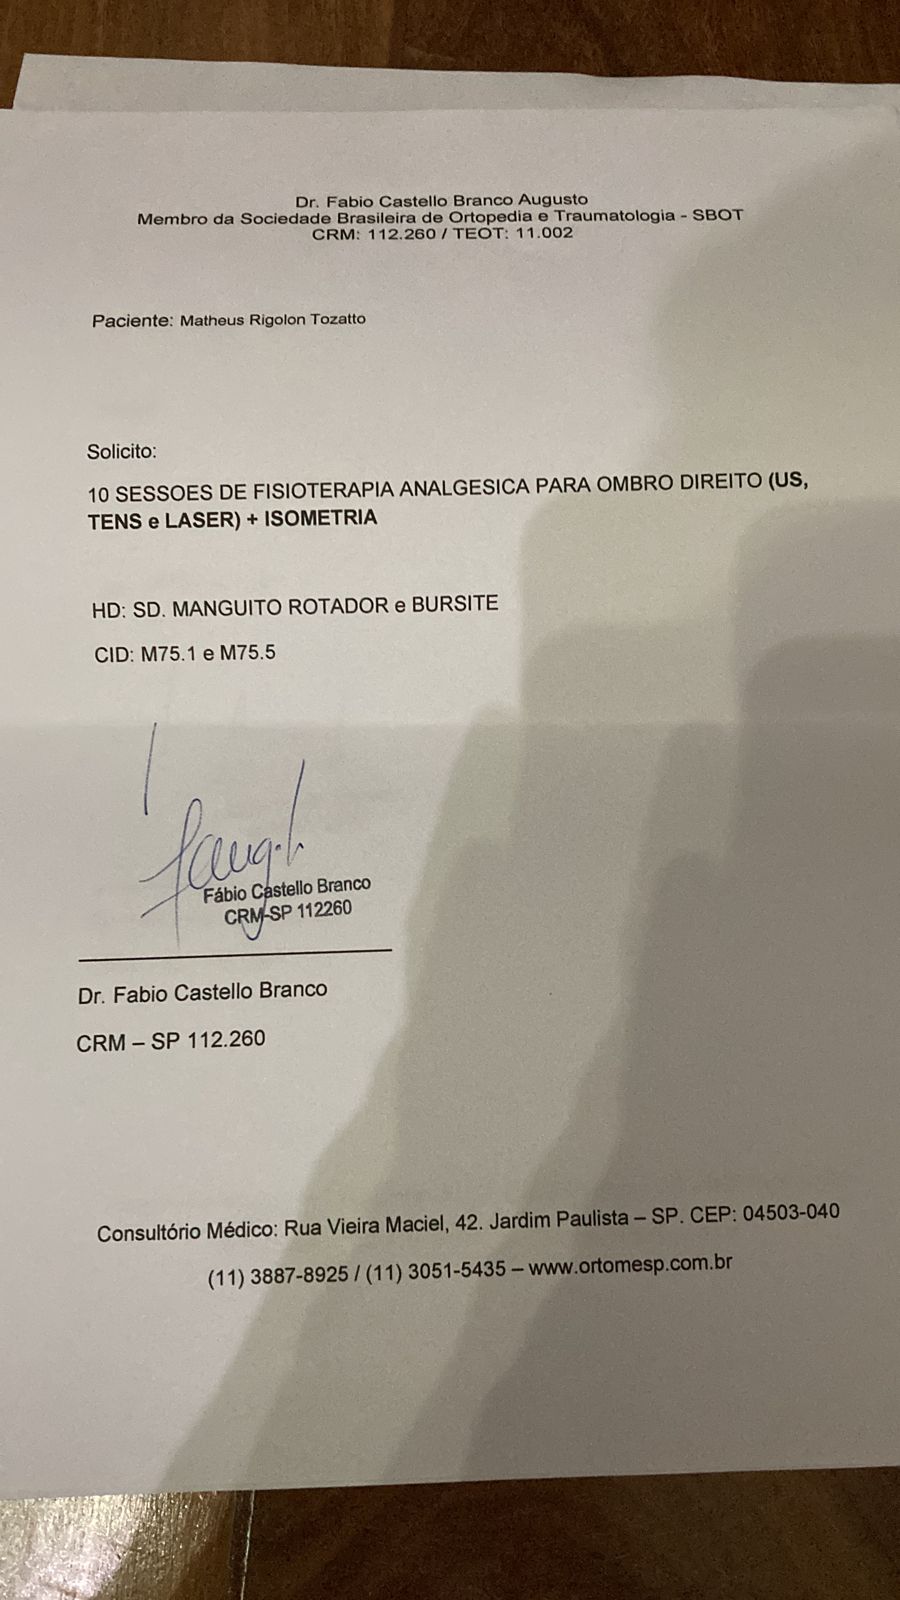 Dr. Fabio Castello Branco Augusto
Membro da Sociedade Brasileira de Ortopedia e Traumatologia - SBOT
CRM: 112.260 / TEOT: 11.002
Paciente: Matheus Rigolon Tozatto
Solicito:
10 SESSOES DE FISIOTERAPIA ANALGESICA PARA OMBRO DIREITO (US,
TENS e LASER) + ISOMETRIA
HD: SD. MANGUITO ROTADOR e BURSITE
CID: M75.1 e M75.5
Fábio Castello Branco
CRM-SP 112260
Dr. Fabio Castello Branco
CRM – SP 112.260
Consultório Médico: Rua Vieira Maciel, 42. Jardim Paulista – SP. CEP: 04503-040
(11) 3887-8925 / (11) 3051-5435 – www.ortomesp.com.br